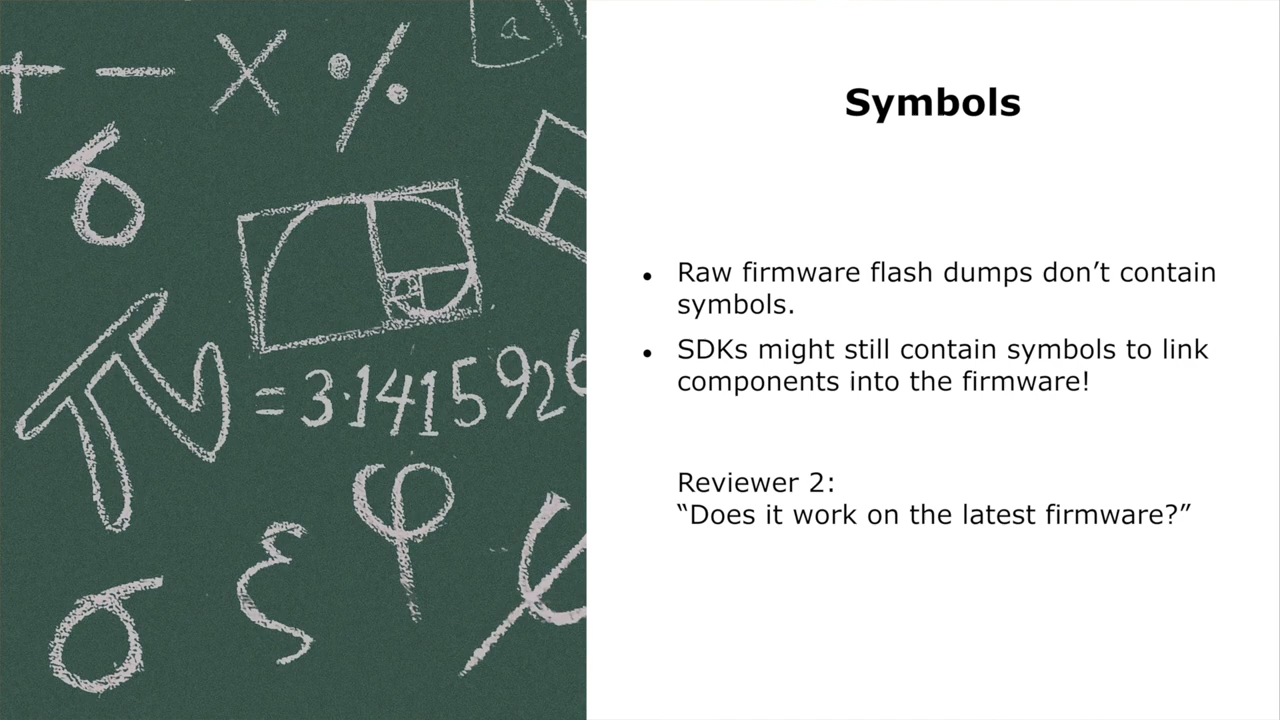 + − × %
a
δ
π = 3·1415926
φ
ξ
σ
Symbols
• Raw firmware flash dumps don’t contain
symbols.
• SDKs might still contain symbols to link
components into the firmware!
Reviewer 2:
“Does it work on the latest firmware?”